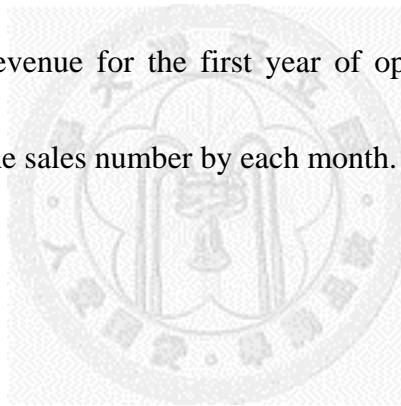 evenue for the first year of op
e sales number by each month.